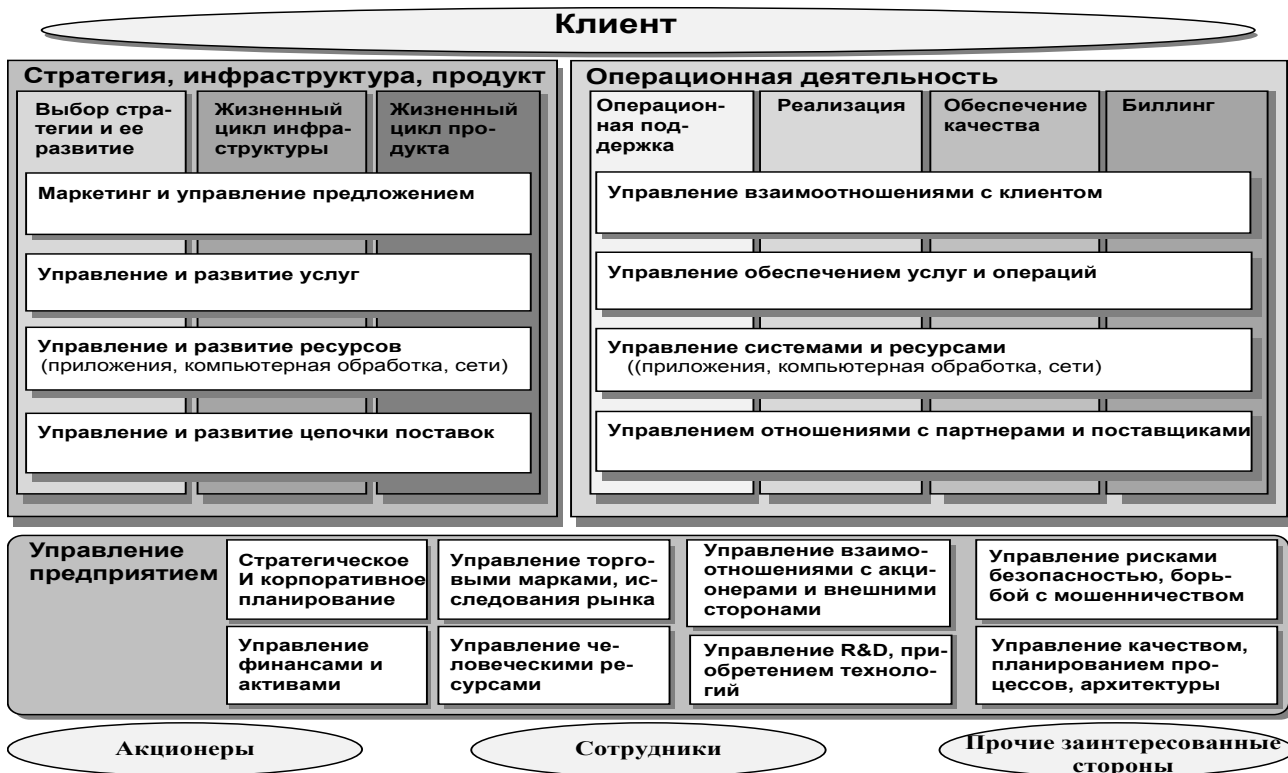 Клиент
Стратегия, инфраструктура, продукт
Выбор стра-
тегии и ее
развитие
Жизненный
цикл инфра-
структуры
Жизненный
цикл про-
дукта
Маркетинг и управление предложением
Управление и развитие услуг
Управление и развитие ресурсов
(приложения, компьютерная обработка, сети)
Управление и развитие цепочки поставок
Операционная деятельность
Операцион-
ная под-
держка
Реализация
Обеспечение
качества
Биллинг
Управление взаимоотношениями с клиентом
Управление обеспечением услуг и операций
Управление системами и ресурсами
((приложения, компьютерная обработка, сети)
Управлением отношениями с партнерами и поставщиками
Управление
предприятием
Стратегическое
И корпоративное
планирование
Управление торго-
выми марками, ис-
следования рынка
Управление взаимо-
отношениями с акци-
онерами и внешними
сторонами
Управление рисками
безопасностью, борь-
бой с мошенничеством
Управление
финансами и
активами
Управление че-
ловеческими ре-
сурсами
Управление R&D, при-
обретением техноло-
гий
Управление качеством,
планированием про-
цессов, архитектуры
Акционеры
Сотрудники
Прочие заинтересованные
стороны